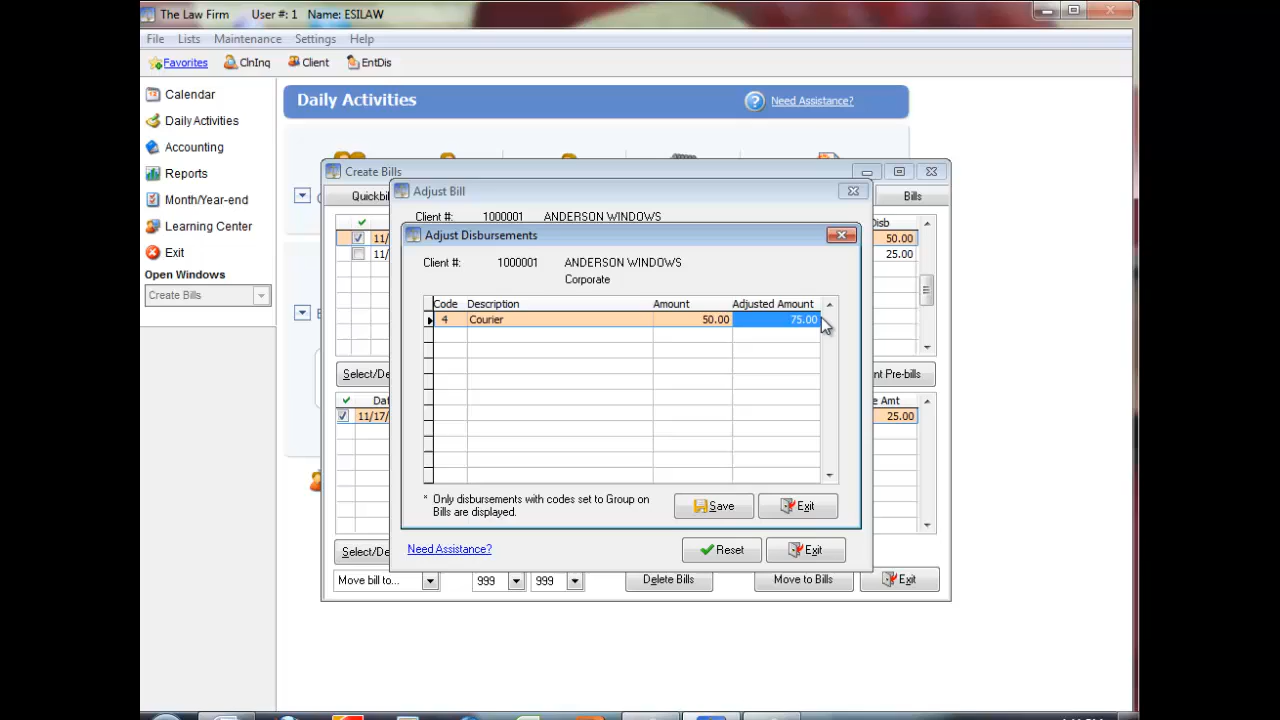 The Law Firm User #: 1 Name: ESILAW
File Lists Maintenance Settings Help
Favorites ClnInq Client EntDis
Calendar
Daily Activities
Accounting
Reports
Month/Year-end
Learning Center
Exit
Open Windows
Create Bills
Daily Activities
Need Assistance?
Create Bills
Quickbil
Bills
Disb
11/ 50.00
11/ 25.00
Select/De
nt Pre-bills
Dat
e Amt
11/17/ 25.00
Select/De
Move bill to... 999 999 Delete Bills Move to Bills Exit
Adjust Bill
Client #: 1000001 ANDERSON WINDOWS
Need Assistance? Reset Exit
Adjust Disbursements
Client #: 1000001 ANDERSON WINDOWS
Corporate
Code Description Amount Adjusted Amount
4 Courier 50.00 75.00
* Only disbursements with codes set to Group on
Bills are displayed.
Save Exit